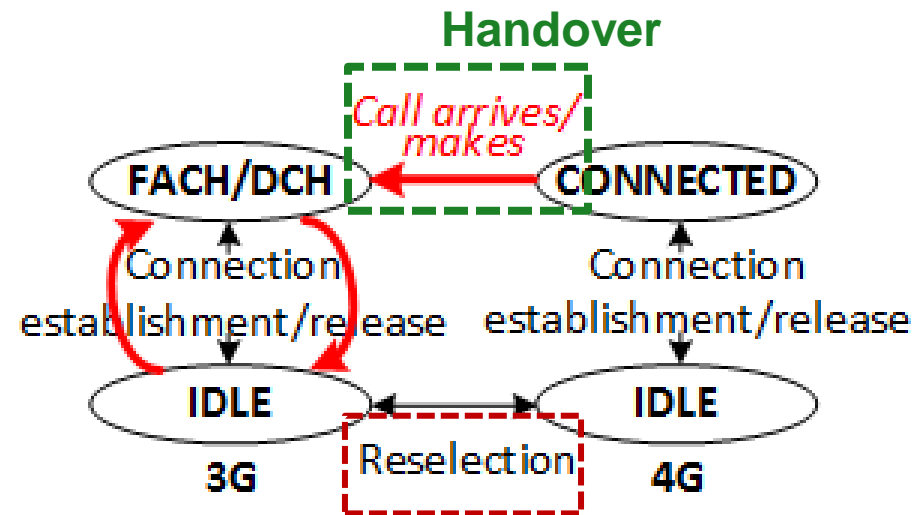 Handover
Call arrives/
makes
FACH/DCH
CONNECTED
Connection
establishment/release
Connection
establishment/release
IDLE
IDLE
Reselection
3G
4G